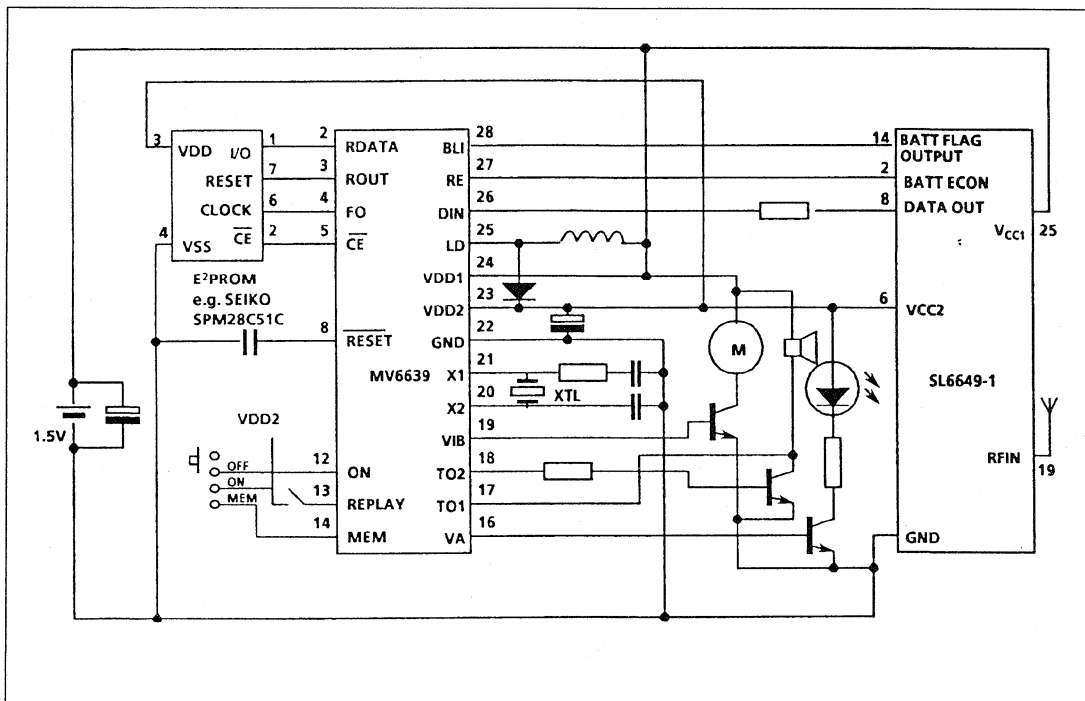 3 VDD I/O 1
RESET 7
CLOCK 6
4 VSS CE 2
E²PROM
e.g. SEIKO
SPM28C51C
2 RDATA
3 ROUT
4 FO
5 CE
8 RESET
MV6639
12 ON
13 REPLAY
14 MEM
BLI 28
RE 27
DIN 26
LD 25
VDD1 24
VDD2 23
GND 22
X1 21
X2 20
VIB 19
TO2 18
TO1 17
VA 16
1.5V
VDD2
OFF
ON
MEM
XTL
M
14 BATT FLAG
OUTPUT
2 BATT ECON
8 DATA OUT
VCC1 25
6 VCC2
SL6649-1
RFIN 19
GND